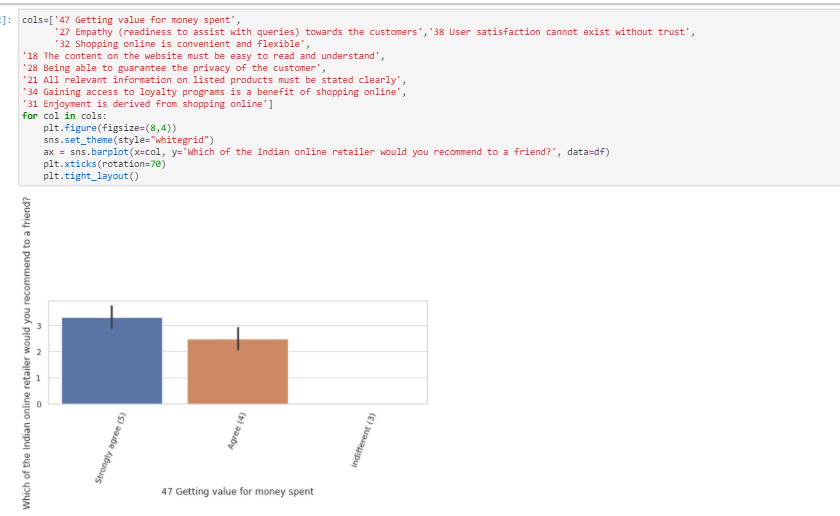 2]: cols=['47 Getting value for money spent',
'27 Empathy (readiness to assist with queries) towards the customers','38 User satisfaction cannot exist without trust',
'32 Shopping online is convenient and flexible',
'18 The content on the website must be easy to read and understand',
'28 Being able to guarantee the privacy of the customer',
'21 All relevant information on listed products must be stated clearly',
'34 Gaining access to loyalty programs is a benefit of shopping online',
'31 Enjoyment is derived from shopping online']
for col in cols:
plt.figure(figsize=(8,4))
sns.set_theme(style="whitegrid")
ax = sns.barplot(x=col, y='Which of the Indian online retailer would you recommend to a friend?', data=df)
plt.xticks(rotation=70)
plt.tight_layout()
Which of the Indian online retailer would you recommend to a friend?
3
2
1
0
Strongly agree (5)
Agree (4)
indifferent (3)
47 Getting value for money spent